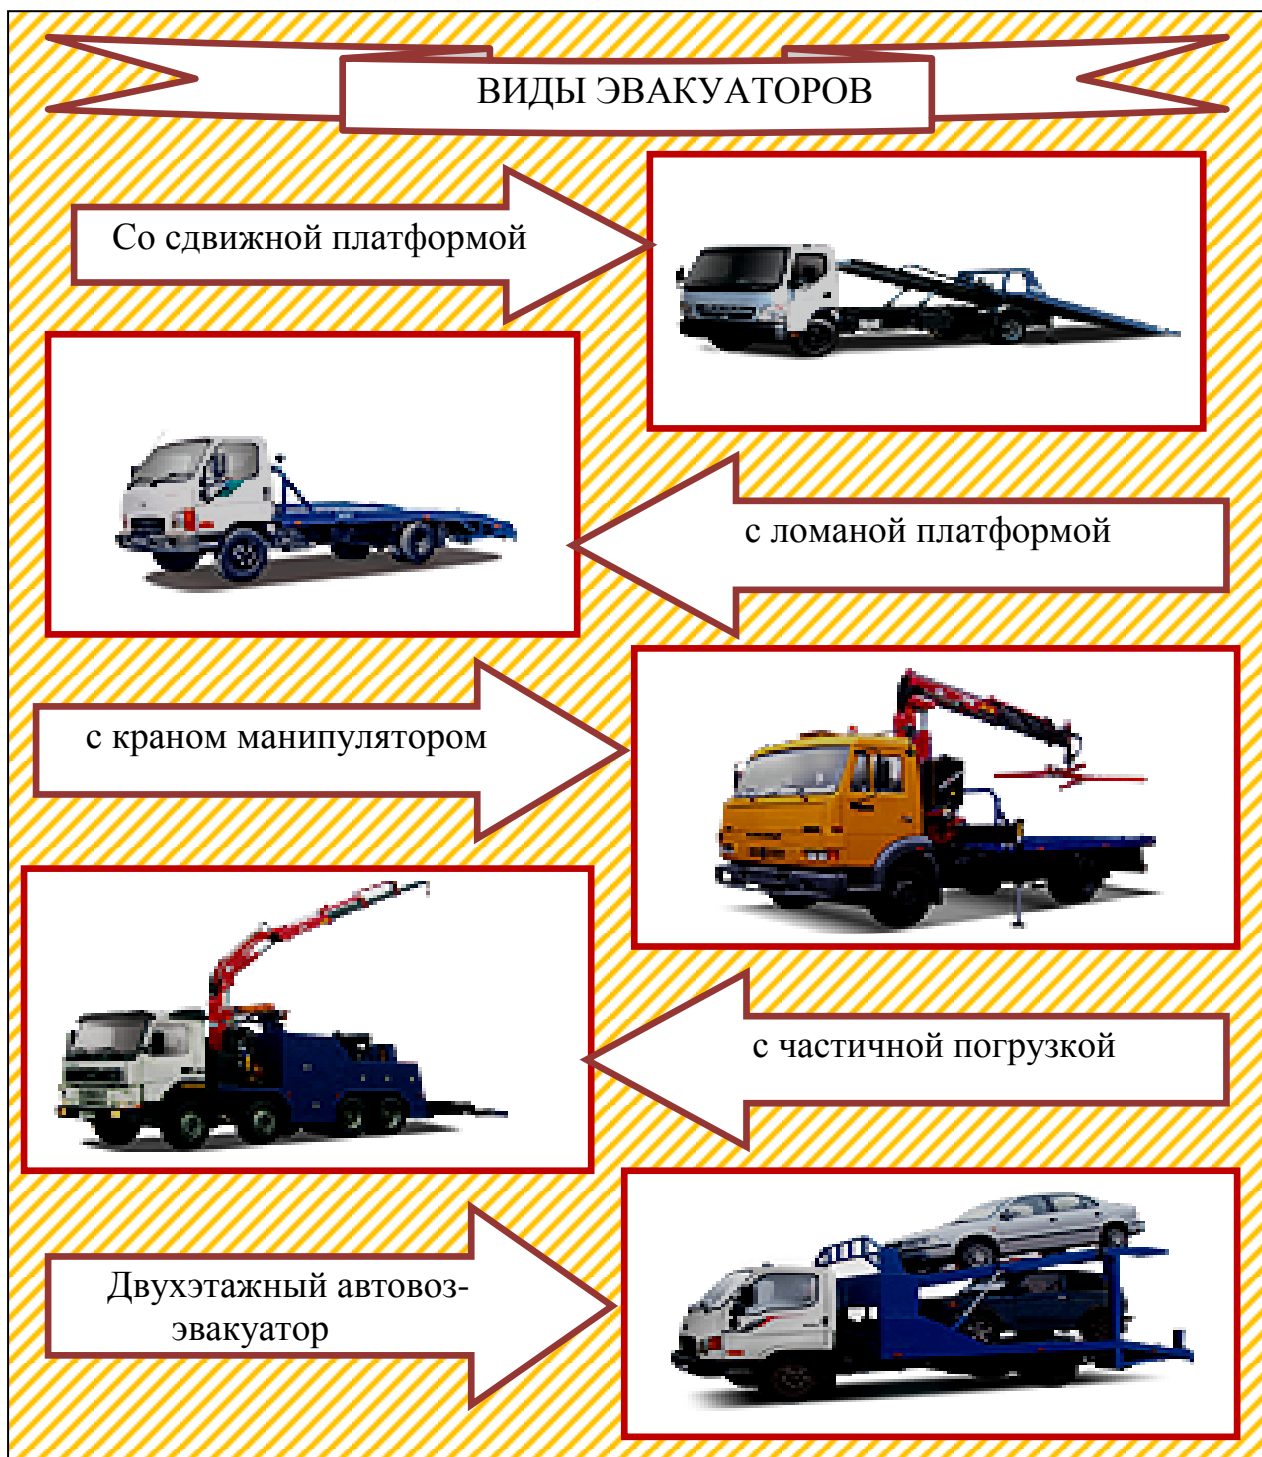 ВИДЫ ЭВАКУАТОРОВ
Со сдвижной платформой
с ломаной платформой
с краном манипулятором
с частичной погрузкой
Двухэтажный автовоз-
эвакуатор